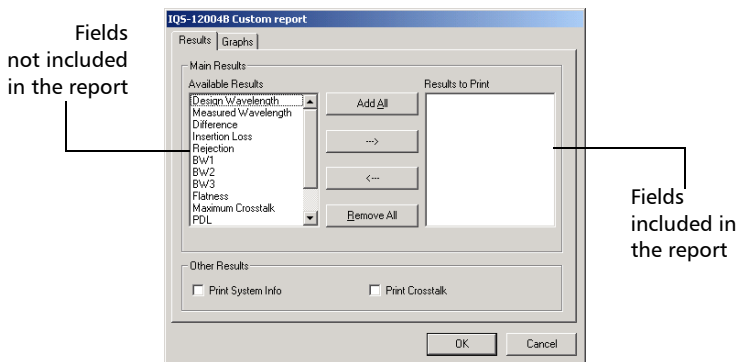 IQS-12004B Custom report
Results Graphs
Fields
not included
in the report
Main Results
Available Results
Design Wavelength
Measured Wavelength
Difference
Insertion Loss
Rejection
BW1
BW2
BW3
Flatness
Maximum Crosstalk
PDL
Add All
--->
<---
Remove All
Results to Print
Fields
included in
the report
Other Results
Print System Info
Print Crosstalk
OK
Cancel